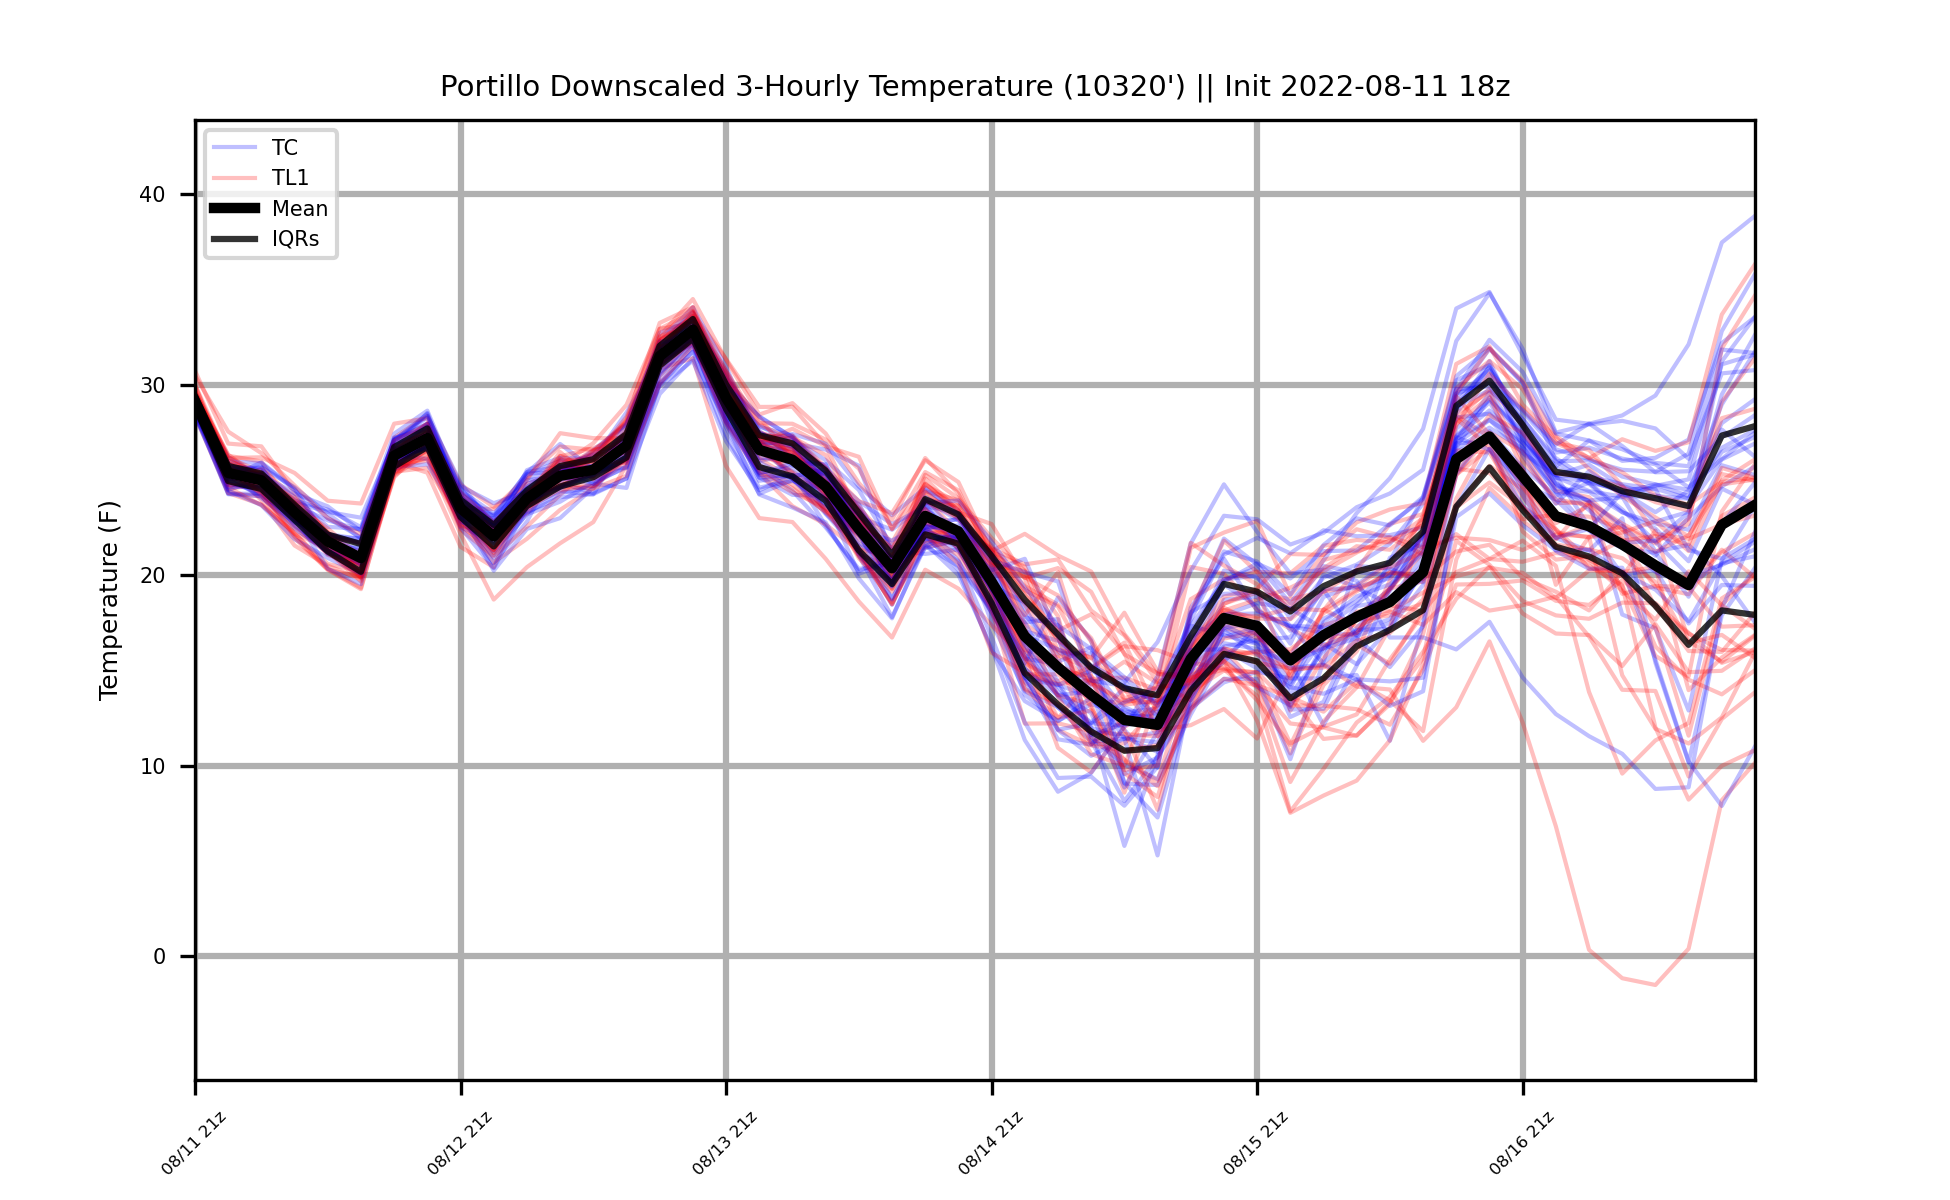 Portillo Downscaled 3-Hourly Temperature (10320') || Init 2022-08-11 18z
TC
TL1
Mean
IQRs
Temperature (F)
40
30
20
10
0
08/11 21z
08/12 21z
08/13 21z
08/14 21z
08/15 21z
08/16 21z